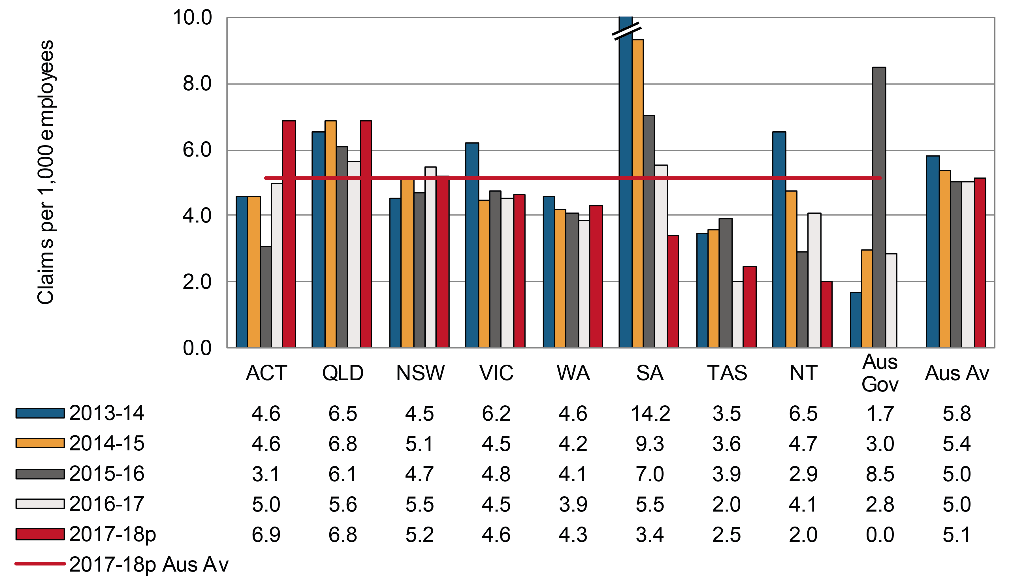 Claims per 1,000 employees
10.0
8.0
6.0
4.0
2.0
0.0
ACT QLD NSW VIC WA SA TAS NT Aus Gov Aus Av
2013-14 4.6 6.5 4.5 6.2 4.6 14.2 3.5 6.5 1.7 5.8
2014-15 4.6 6.8 5.1 4.5 4.2 9.3 3.6 4.7 3.0 5.4
2015-16 3.1 6.1 4.7 4.8 4.1 7.0 3.9 2.9 8.5 5.0
2016-17 5.0 5.6 5.5 4.5 3.9 5.5 2.0 4.1 2.8 5.0
2017-18p 6.9 6.8 5.2 4.6 4.3 3.4 2.5 2.0 0.0 5.1
2017-18p Aus Av